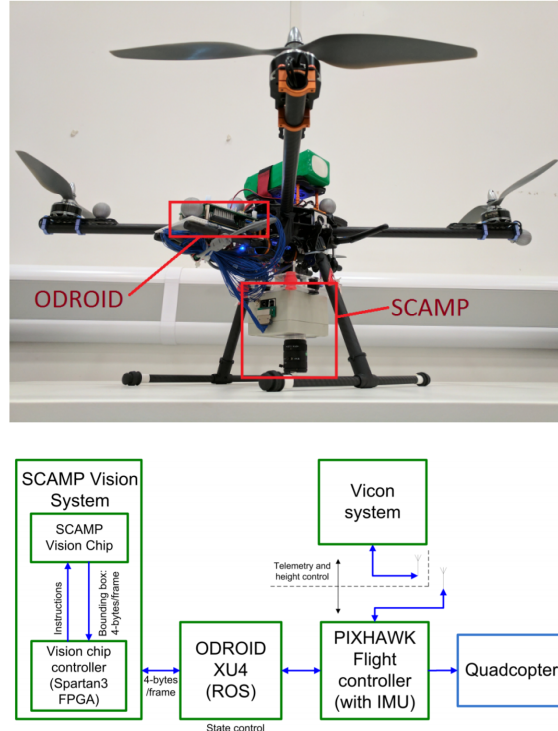 ODROID
SCAMP
SCAMP Vision
System
SCAMP
Vision Chip
Instructions
Bounding box:
4-bytes/frame
Vision chip
controller
(Spartan3
FPGA)
4-bytes
/frame
ODROID
XU4
(ROS)
State control
Vicon
system
Telemetry and
height control
PIXHAWK
Flight
controller
(with IMU)
Quadcopter